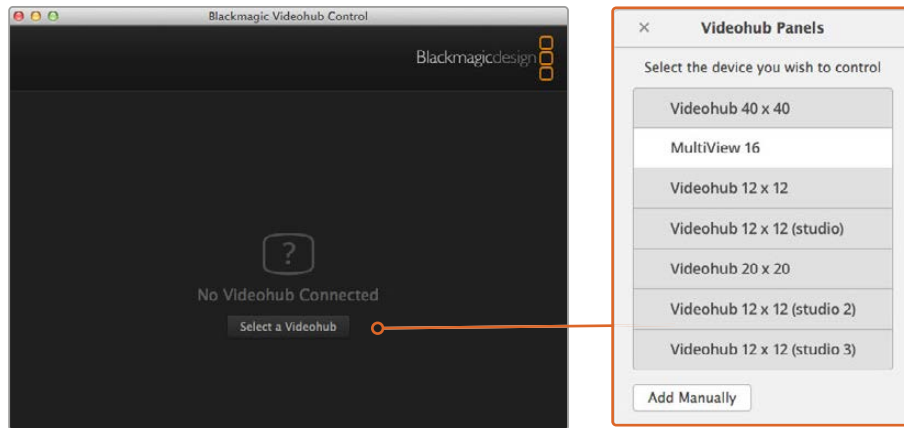 Blackmagic Videohub Control
Blackmagicdesign
?
No Videohub Connected
Select a Videohub
Videohub Panels
Select the device you wish to control
Videohub 40 x 40
MultiView 16
Videohub 12 x 12
Videohub 12 x 12 (studio)
Videohub 20 x 20
Videohub 12 x 12 (studio 2)
Videohub 12 x 12 (studio 3)
Add Manually